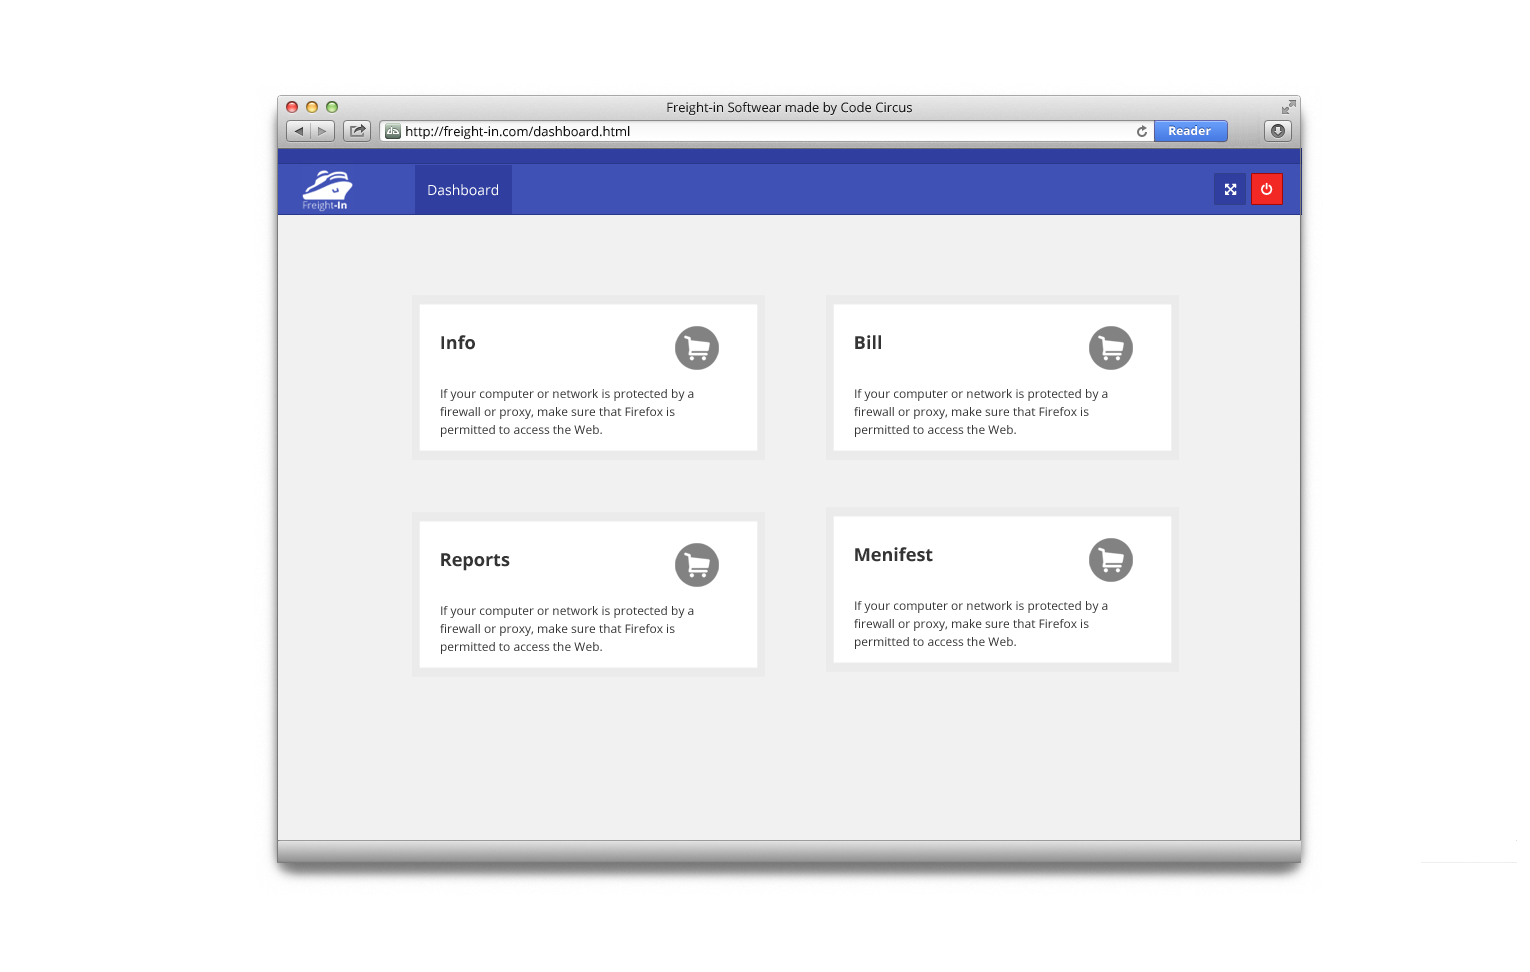 Freight-in Softwear made by Code Circus
http://freight-in.com/dashboard.html
Reader
Freight-In
Dashboard
Info
If your computer or network is protected by a
firewall or proxy, make sure that Firefox is
permitted to access the Web.
Bill
If your computer or network is protected by a
firewall or proxy, make sure that Firefox is
permitted to access the Web.
Reports
If your computer or network is protected by a
firewall or proxy, make sure that Firefox is
permitted to access the Web.
Menifest
If your computer or network is protected by a
firewall or proxy, make sure that Firefox is
permitted to access the Web.